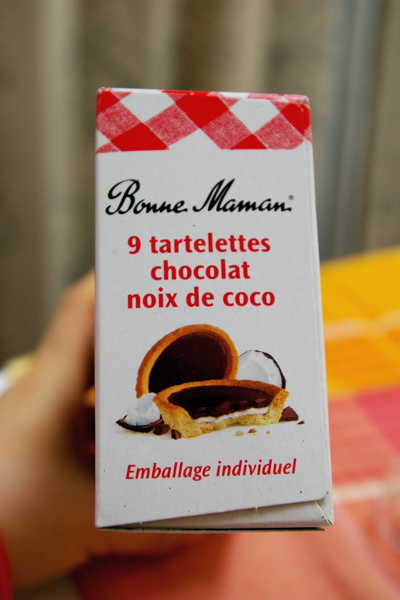 Bonne Maman®
9 tartelettes
chocolat
noix de coco
Emballage individuel